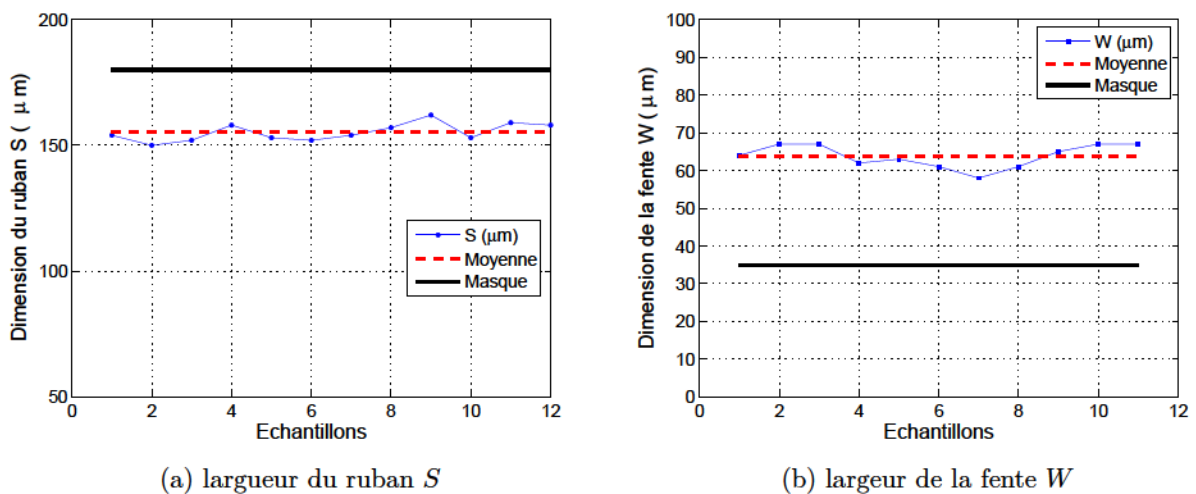 200
150
100
50
0
2
4
6
8
10
12
Dimension du ruban S ( μ m)
Echantillons
S (μm)
Moyenne
Masque
(a) largueur du ruban S
100
90
80
70
60
50
40
30
20
10
0
0
2
4
6
8
10
12
Dimension de la fente W ( μ m)
Echantillons
W (μm)
Moyenne
Masque
(b) largeur de la fente W